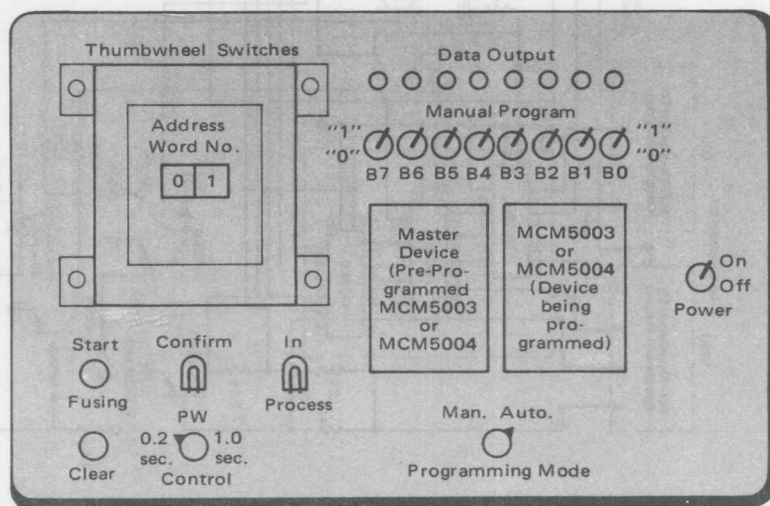 Thumbwheel Switches
Address
Word No.
0 1
Data Output
Manual Program
"1" "1"
"0" "0"
B7 B6 B5 B4 B3 B2 B1 B0
Master
Device
(Pre-Pro-
grammed
MCM5003
or
MCM5004
MCM5003
or
MCM5004
(Device
being
pro-
grammed)
On
Off
Power
Start
Fusing
Confirm
In
Process
Clear
PW
0.2 1.0
sec. sec.
Control
Man. Auto.
Programming Mode